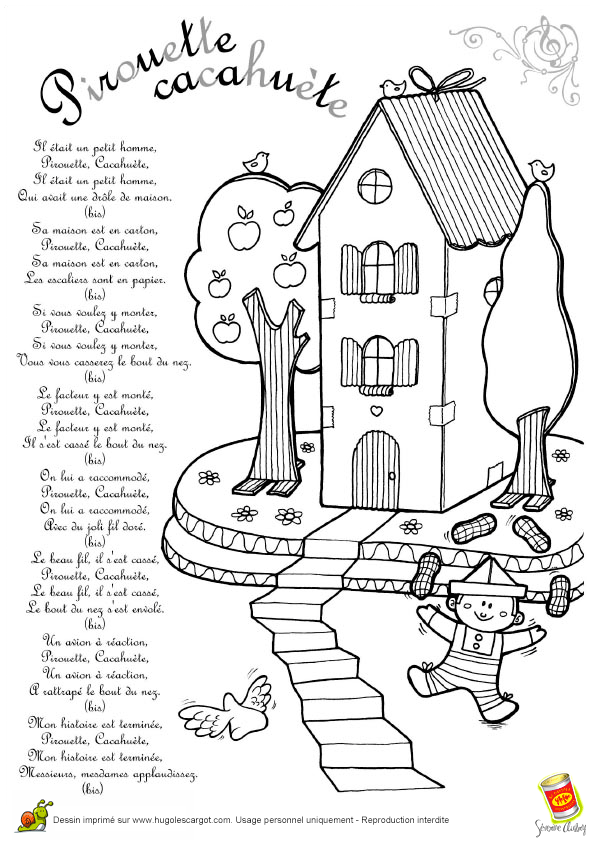 Pirouette
cacahuète
Il était un petit homme,
Pirouette, Cacahuète,
Il était un petit homme,
Qui avait une drôle de maison.
(bis)
Sa maison est en carton,
Pirouette, Cacahuète,
Sa maison est en carton,
Les escaliers sont en papier.
(bis)
Si vous voulez y monter,
Pirouette, Cacahuète,
Si vous voulez y monter,
Vous vous casserez le bout du nez.
(bis)
Le facteur y est monté,
Pirouette, Cacahuète,
Le facteur y est monté,
Il s'est cassé le bout du nez.
(bis)
On lui a raccommodé,
Pirouette, Cacahuète,
On lui a raccommodé,
Avec du joli fil doré.
(bis)
Le beau fil, il s'est cassé,
Pirouette, Cacahuète,
Le beau fil, il s'est cassé,
Le bout du nez s'est envolé.
(bis)
Un avion à réaction,
Pirouette, Cacahuète,
Un avion à réaction,
A rattrapé le bout du nez.
(bis)
Mon histoire est terminée,
Pirouette, Cacahuète,
Mon histoire est terminée,
Messieurs, mesdames applaudissez.
(bis)
Dessin imprimé sur www.hugolescargot.com. Usage personnel uniquement - Reproduction interdite